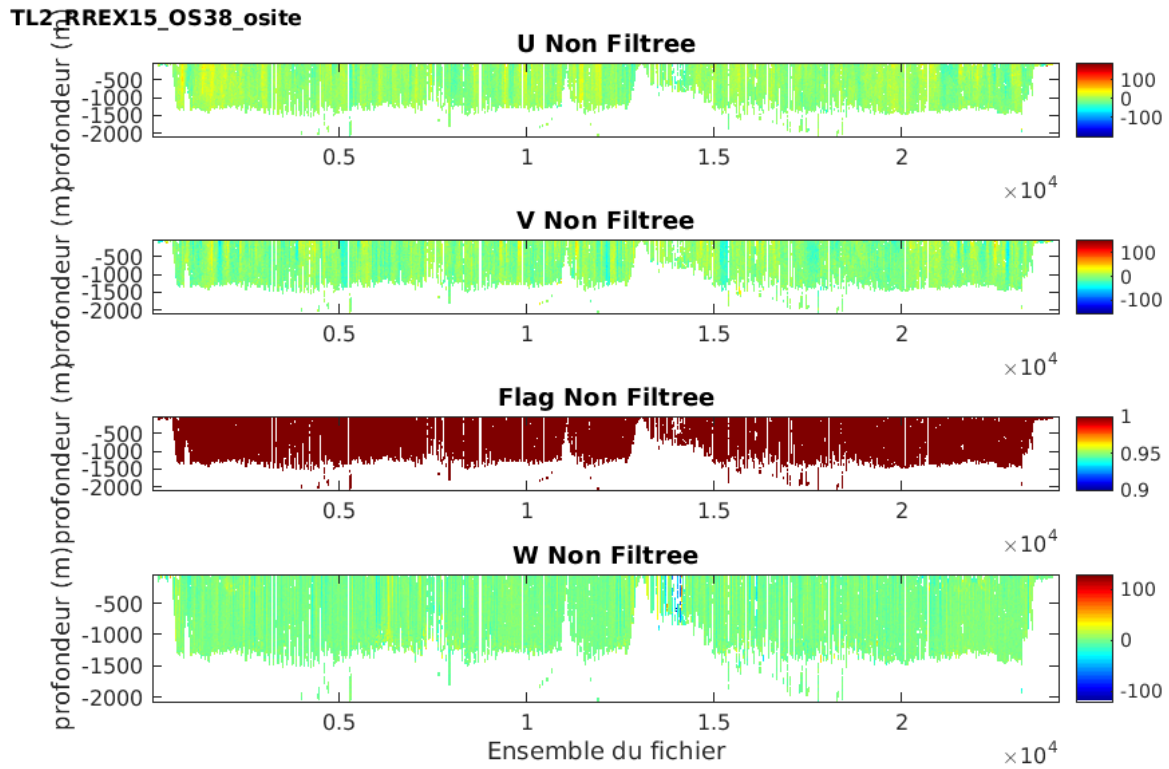 TL2_RREX15_OS38_osite
U Non Filtree
profondeur (m)
-500
-1000
-1500
-2000
0.5 1 1.5 2
×10^4
100
0
-100
V Non Filtree
profondeur (m)
-500
-1000
-1500
-2000
0.5 1 1.5 2
×10^4
100
0
-100
Flag Non Filtree
profondeur (m)
-500
-1000
-1500
-2000
0.5 1 1.5 2
×10^4
1
0.95
0.9
W Non Filtree
profondeur (m)
-500
-1000
-1500
-2000
0.5 1 1.5 2
Ensemble du fichier
×10^4
100
0
-100